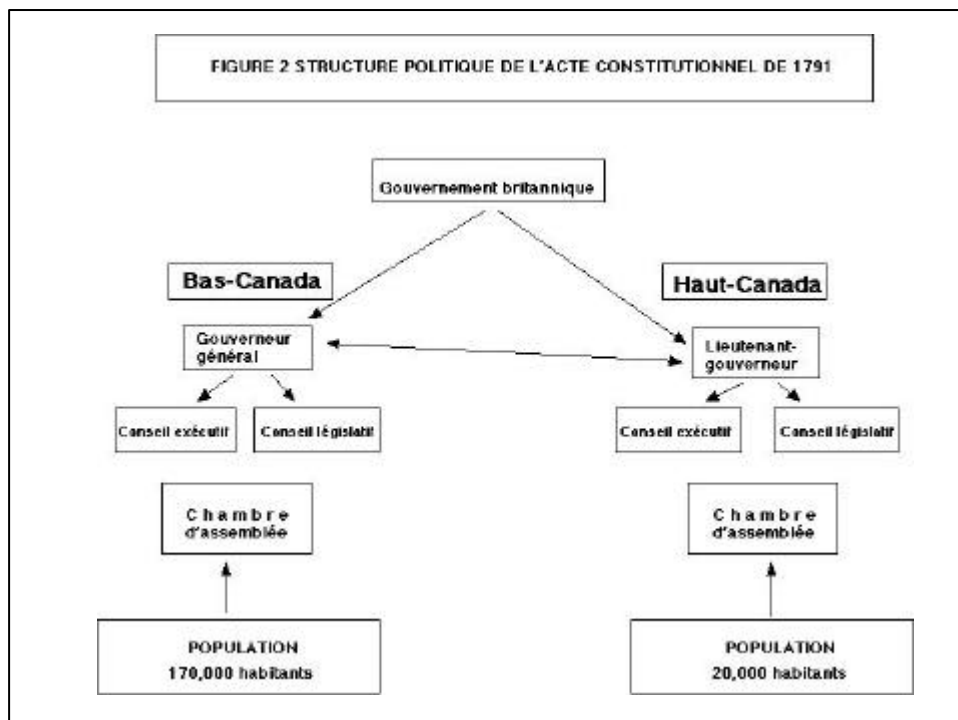 FIGURE 2 STRUCTURE POLITIQUE DE L'ACTE CONSTITUTIONNEL DE 1791
Gouvernement britannique
Bas-Canada
Haut-Canada
Gouverneur
général
Lieutenant-
gouverneur
Conseil exécutif
Conseil législatif
Conseil exécutif
Conseil législatif
Chambre
d'assemblée
Chambre
d'assemblée
POPULATION
170,000 habitants
POPULATION
20,000 habitants